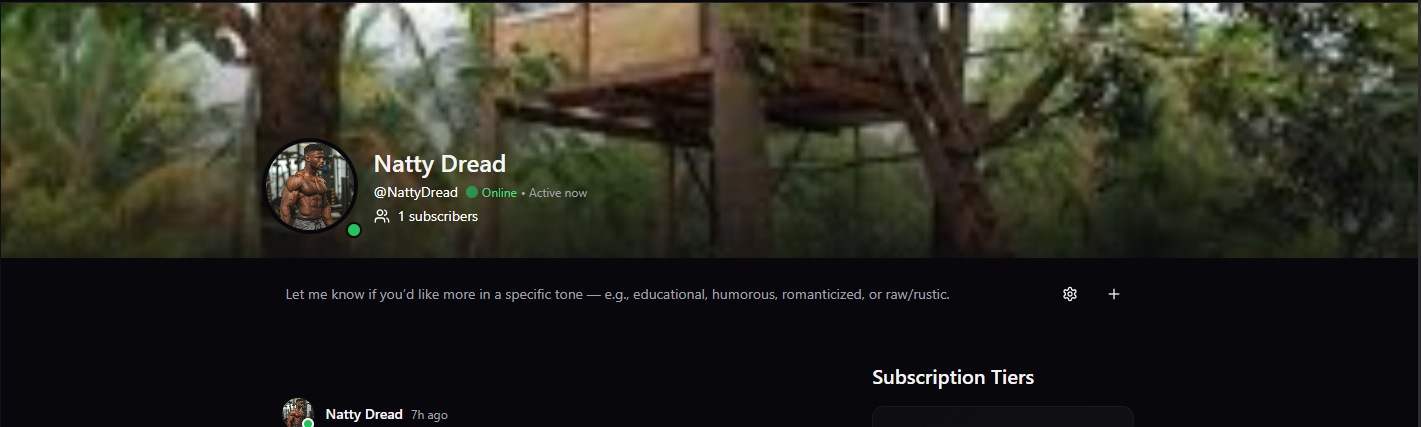 Natty Dread
@NattyDread Online • Active now
1 subscribers
Let me know if you’d like more in a specific tone — e.g., educational, humorous, romanticized, or raw/rustic.
Subscription Tiers
Natty Dread 7h ago